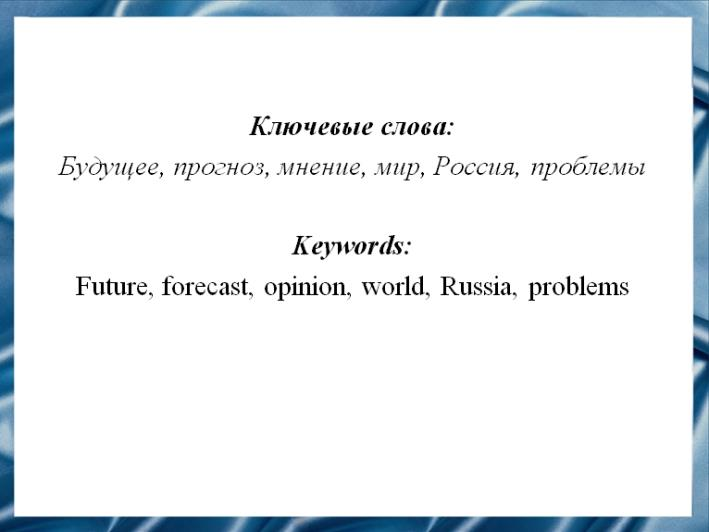 Ключевые слова:
Будущее, прогноз, мнение, мир, Россия, проблемы
Keywords:
Future, forecast, opinion, world, Russia, problems